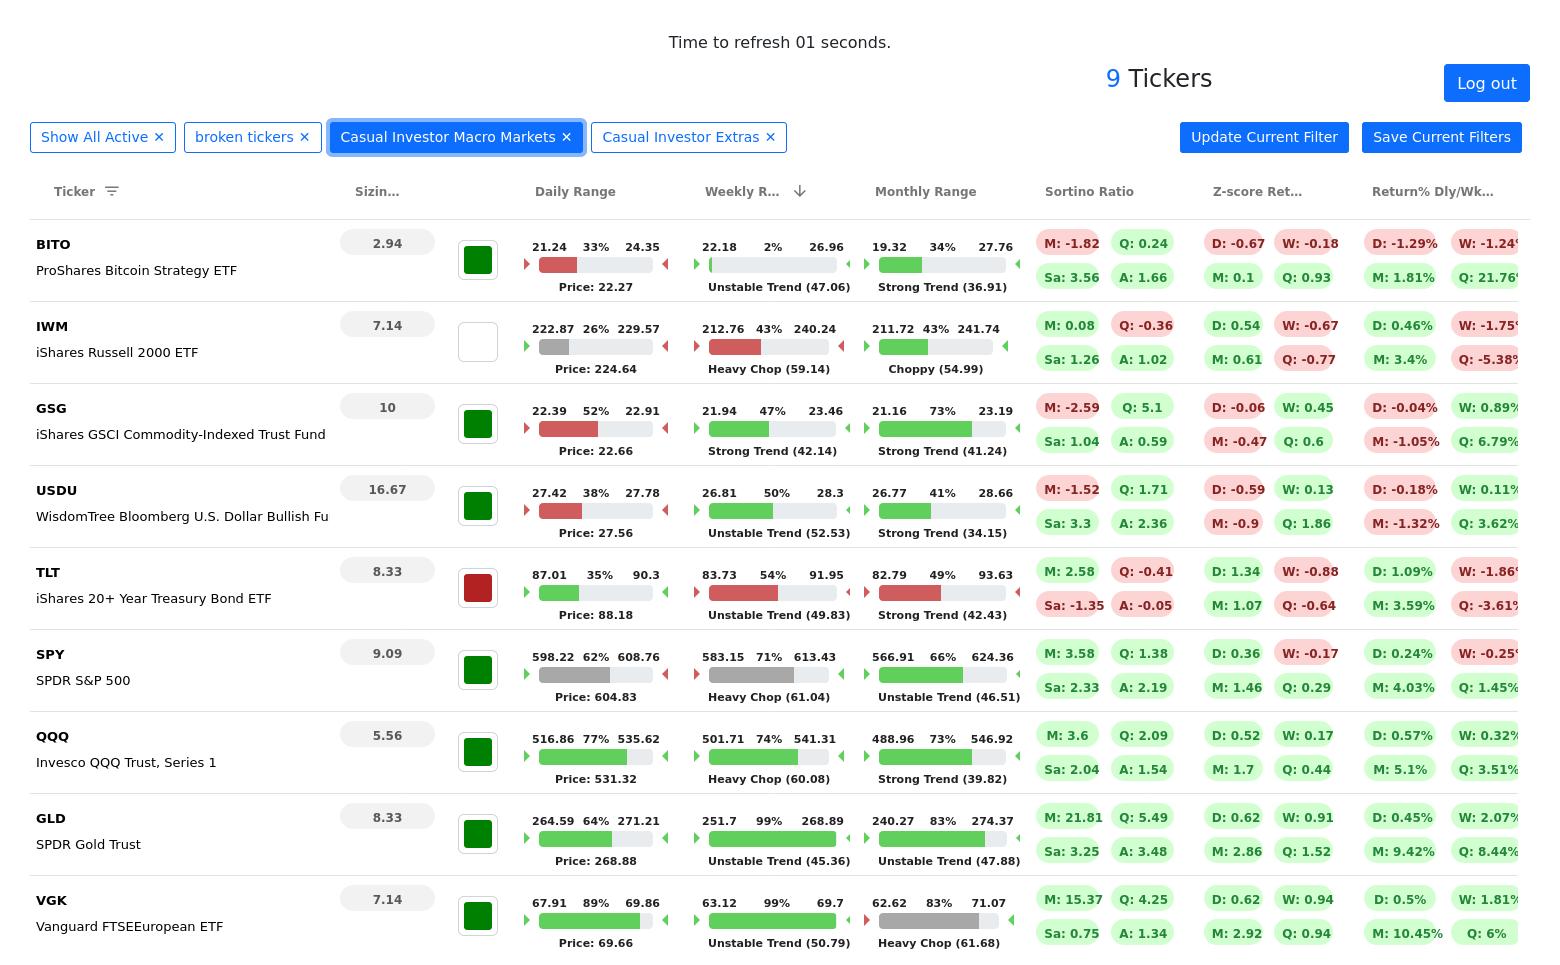 Time to refresh 01 seconds.
9 Tickers
Log out
Show All Active ✕ broken tickers ✕ Casual Investor Macro Markets ✕ Casual Investor Extras ✕ Update Current Filter Save Current Filters
Ticker Sizin... Daily Range Weekly R... Monthly Range Sortino Ratio Z-score Ret... Return% Dly/Wk...
BITO 2.94 21.24 33% 24.35 22.18 2% 26.96 19.32 34% 27.76 M: -1.82 Q: 0.24 D: -0.67 W: -0.18 D: -1.29% W: -1.24%
ProShares Bitcoin Strategy ETF Price: 22.27 Unstable Trend (47.06) Strong Trend (36.91) Sa: 3.56 A: 1.66 M: 0.1 Q: 0.93 M: 1.81% Q: 21.76%
IWM 7.14 222.87 26% 229.57 212.76 43% 240.24 211.72 43% 241.74 M: 0.08 Q: -0.36 D: 0.54 W: -0.67 D: 0.46% W: -1.75%
iShares Russell 2000 ETF Price: 224.64 Heavy Chop (59.14) Choppy (54.99) Sa: 1.26 A: 1.02 M: 0.61 Q: -0.77 M: 3.4% Q: -5.38%
GSG 10 22.39 52% 22.91 21.94 47% 23.46 21.16 73% 23.19 M: -2.59 Q: 5.1 D: -0.06 W: 0.45 D: -0.04% W: 0.89%
iShares GSCI Commodity-Indexed Trust Fund Price: 22.66 Strong Trend (42.14) Strong Trend (41.24) Sa: 1.04 A: 0.59 M: -0.47 Q: 0.6 M: -1.05% Q: 6.79%
USDU 16.67 27.42 38% 27.78 26.81 50% 28.3 26.77 41% 28.66 M: -1.52 Q: 1.71 D: -0.59 W: 0.13 D: -0.18% W: 0.11%
WisdomTree Bloomberg U.S. Dollar Bullish Fu Price: 27.56 Unstable Trend (52.53) Strong Trend (34.15) Sa: 3.3 A: 2.36 M: -0.9 Q: 1.86 M: -1.32% Q: 3.62%
TLT 8.33 87.01 35% 90.3 83.73 54% 91.95 82.79 49% 93.63 M: 2.58 Q: -0.41 D: 1.34 W: -0.88 D: 1.09% W: -1.86%
iShares 20+ Year Treasury Bond ETF Price: 88.18 Unstable Trend (49.83) Strong Trend (42.43) Sa: -1.35 A: -0.05 M: 1.07 Q: -0.64 M: 3.59% Q: -3.61%
SPY 9.09 598.22 62% 608.76 583.15 71% 613.43 566.91 66% 624.36 M: 3.58 Q: 1.38 D: 0.36 W: -0.17 D: 0.24% W: -0.25%
SPDR S&P 500 Price: 604.83 Heavy Chop (61.04) Unstable Trend (46.51) Sa: 2.33 A: 2.19 M: 1.46 Q: 0.29 M: 4.03% Q: 1.45%
QQQ 5.56 516.86 77% 535.62 501.71 74% 541.31 488.96 73% 546.92 M: 3.6 Q: 2.09 D: 0.52 W: 0.17 D: 0.57% W: 0.32%
Invesco QQQ Trust, Series 1 Price: 531.32 Heavy Chop (60.08) Strong Trend (39.82) Sa: 2.04 A: 1.54 M: 1.7 Q: 0.44 M: 5.1% Q: 3.51%
GLD 8.33 264.59 64% 271.21 251.7 99% 268.89 240.27 83% 274.37 M: 21.81 Q: 5.49 D: 0.62 W: 0.91 D: 0.45% W: 2.07%
SPDR Gold Trust Price: 268.88 Unstable Trend (45.36) Unstable Trend (47.88) Sa: 3.25 A: 3.48 M: 2.86 Q: 1.52 M: 9.42% Q: 8.44%
VGK 7.14 67.91 89% 69.86 63.12 99% 69.7 62.62 83% 71.07 M: 15.37 Q: 4.25 D: 0.62 W: 0.94 D: 0.5% W: 1.81%
Vanguard FTSEEuropean ETF Price: 69.66 Unstable Trend (50.79) Heavy Chop (61.68) Sa: 0.75 A: 1.34 M: 2.92 Q: 0.94 M: 10.45% Q: 6%